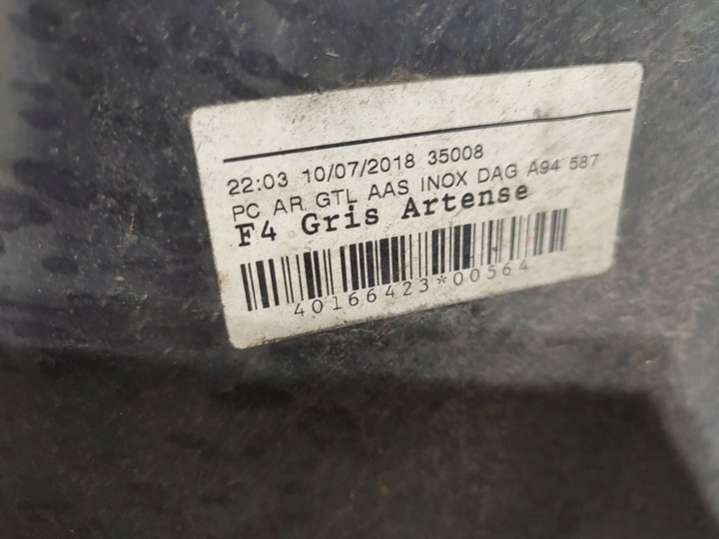 22:03 10/07/2018 35008
PC AR GTL AAS INOX DAG A94 587
F4 Gris Artense
40166423*00564